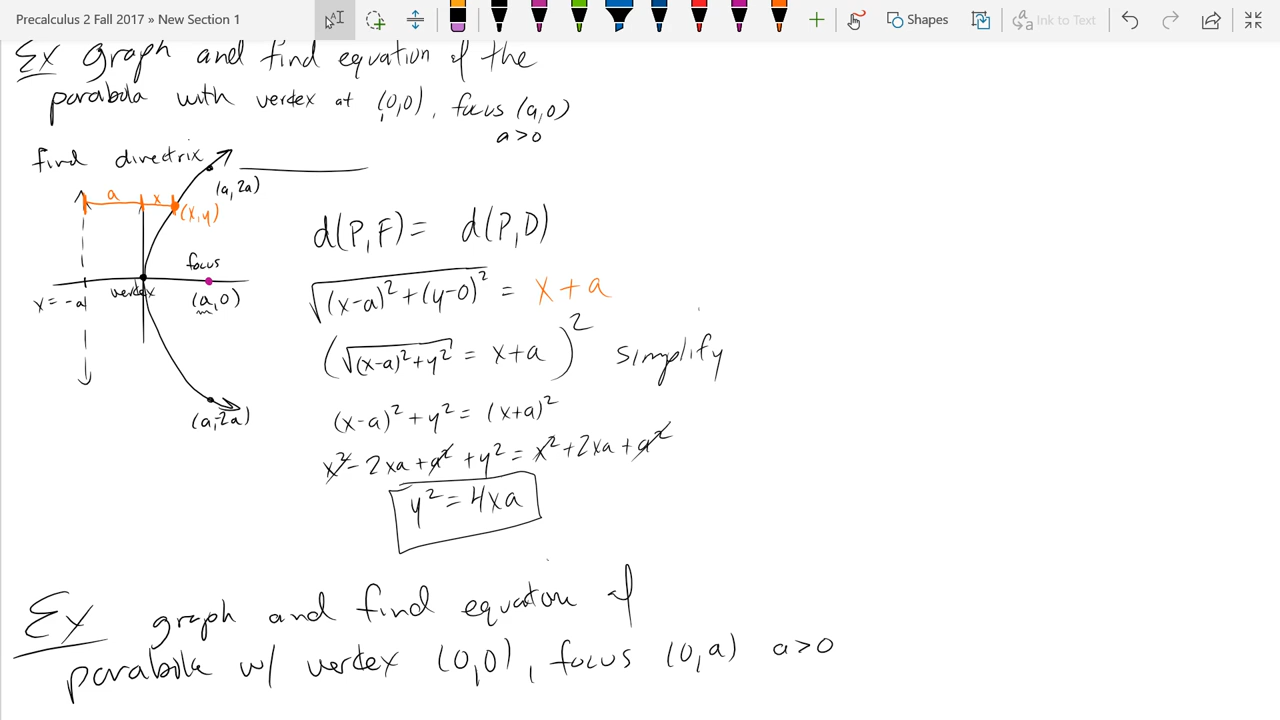 Precalculus 2 Fall 2017 » New Section 1
Shapes
Ink to Text
Ex graph and find equation of the
parabola with vertex at (0,0), focus (a,0)
a>0
find directrix
(a,2a)
a x
(x,y)
focus
vertex
x = -a
(a,0)
(a,-2a)
d(P,F) = d(P,D)
√((x-a)²+(y-0)²) = x+a
(√((x-a)²+y²) = x+a)² simplify
(x-a)²+y² = (x+a)²
x²-2xa+a²+y² = x²+2xa+a²
y² = 4xa
Ex graph and find equation of
parabola w/ vertex (0,0), focus (0,a) a>0